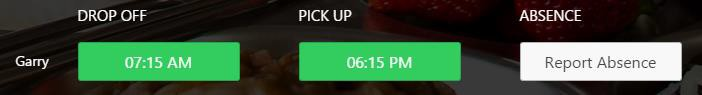 DROP OFF PICK UP ABSENCE
Garry 07:15 AM 06:15 PM Report Absence